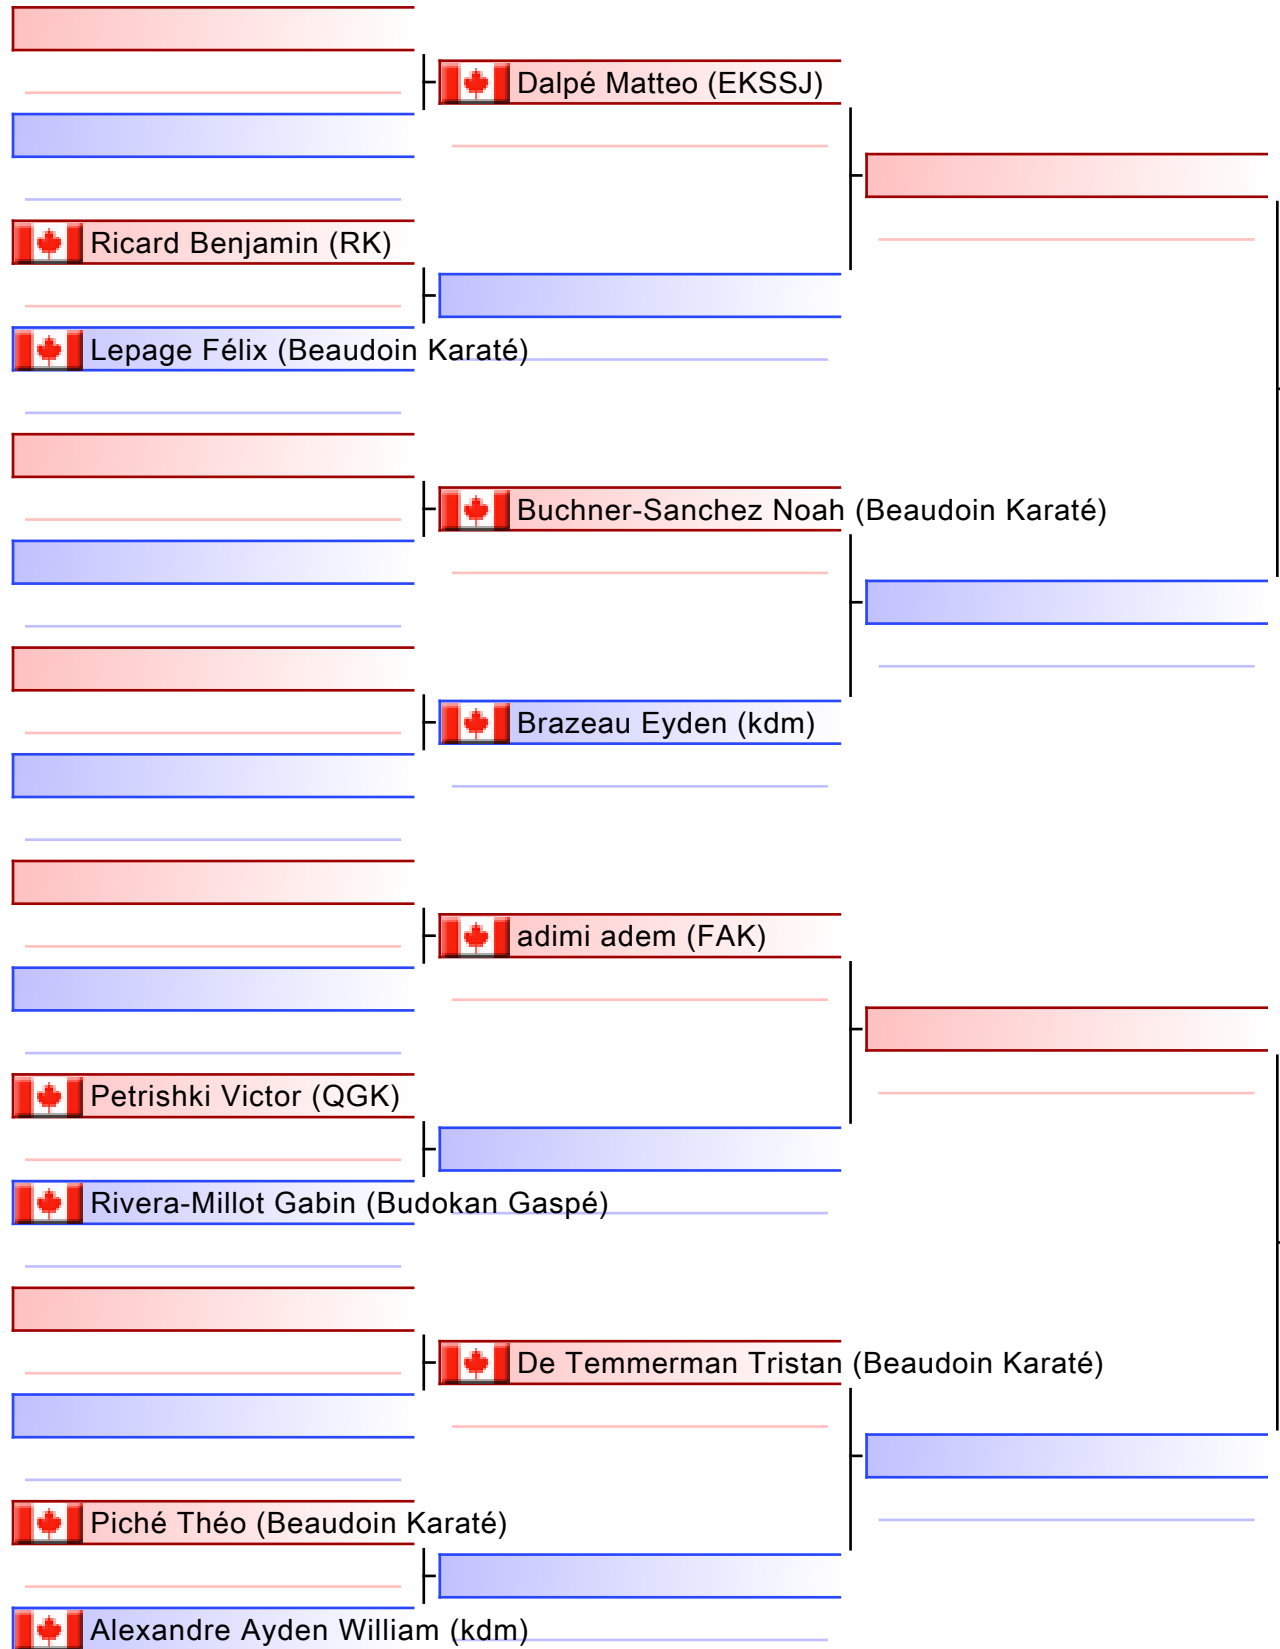 Dalpé Matteo (EKSSJ)
Ricard Benjamin (RK)
Lepage Félix (Beaudoin Karaté)
Buchner-Sanchez Noah (Beaudoin Karaté)
Brazeau Eyden (kdm)
adimi adem (FAK)
Petrishki Victor (QGK)
Rivera-Millot Gabin (Budokan Gaspé)
De Temmerman Tristan (Beaudoin Karaté)
Piché Théo (Beaudoin Karaté)
Alexandre Ayden William (kdm)